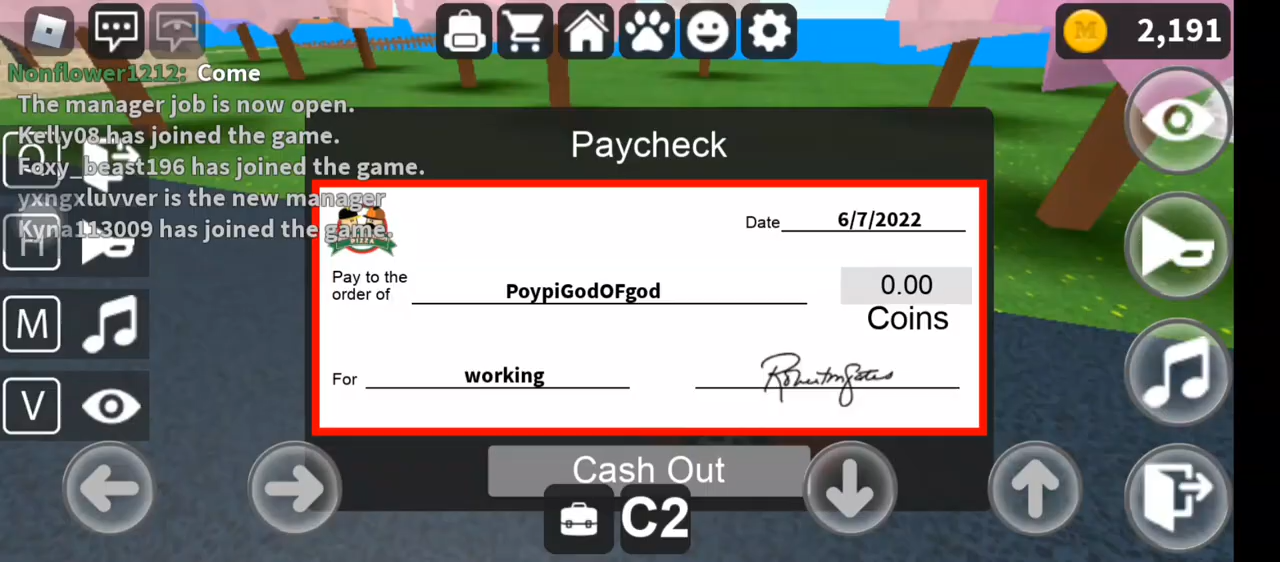 2,191
Nonflower1212: Come
The manager job is now open.
Kelly08 has joined the game.
Foxy_beast196 has joined the game.
yxngxluvver is the new manager
Kyna113009 has joined the game.
Paycheck
PIZZA
Date 6/7/2022
Pay to the
order of PoypiGodOFgod 0.00
Coins
For working
H
M
V
Cash Out
C2